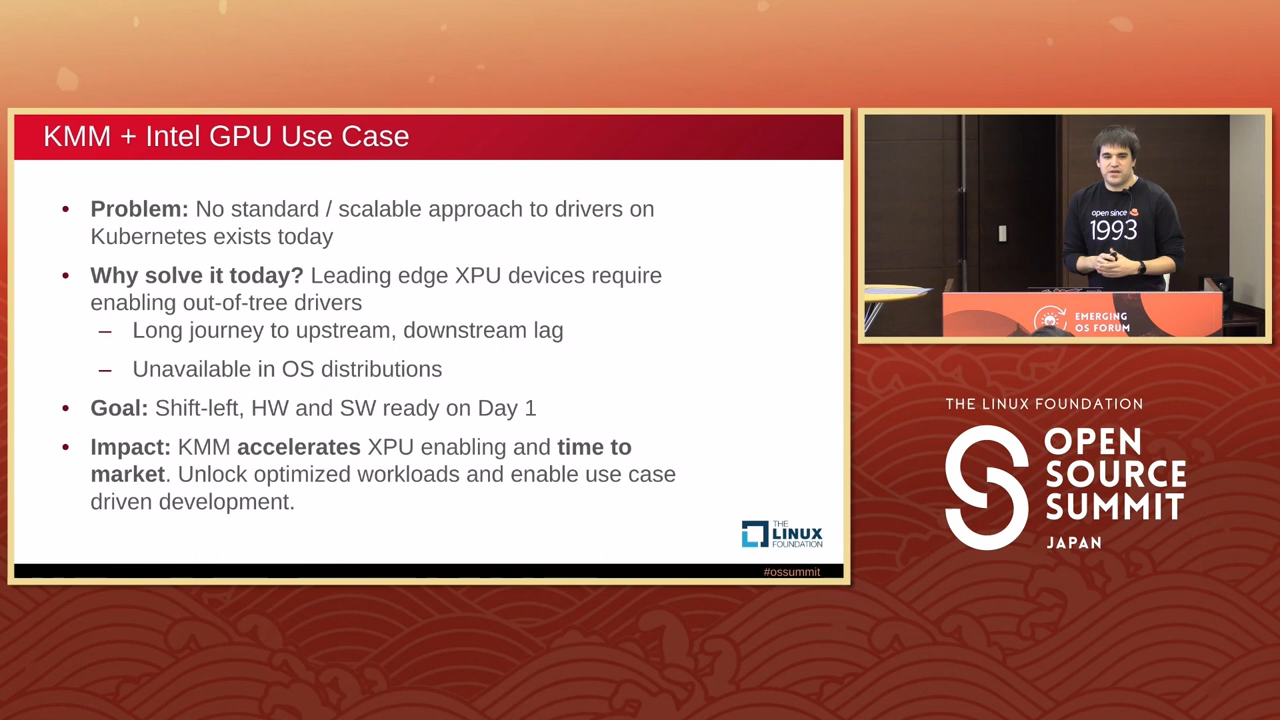 KMM + Intel GPU Use Case
• Problem: No standard / scalable approach to drivers on
Kubernetes exists today
• Why solve it today? Leading edge XPU devices require
enabling out-of-tree drivers
– Long journey to upstream, downstream lag
– Unavailable in OS distributions
• Goal: Shift-left, HW and SW ready on Day 1
• Impact: KMM accelerates XPU enabling and time to
market. Unlock optimized workloads and enable use case
driven development.
THE
LINUX
FOUNDATION
#ossummit
open since
1993
EMERGING
OS FORUM
THE LINUX FOUNDATION
OPEN
SOURCE
SUMMIT
JAPAN